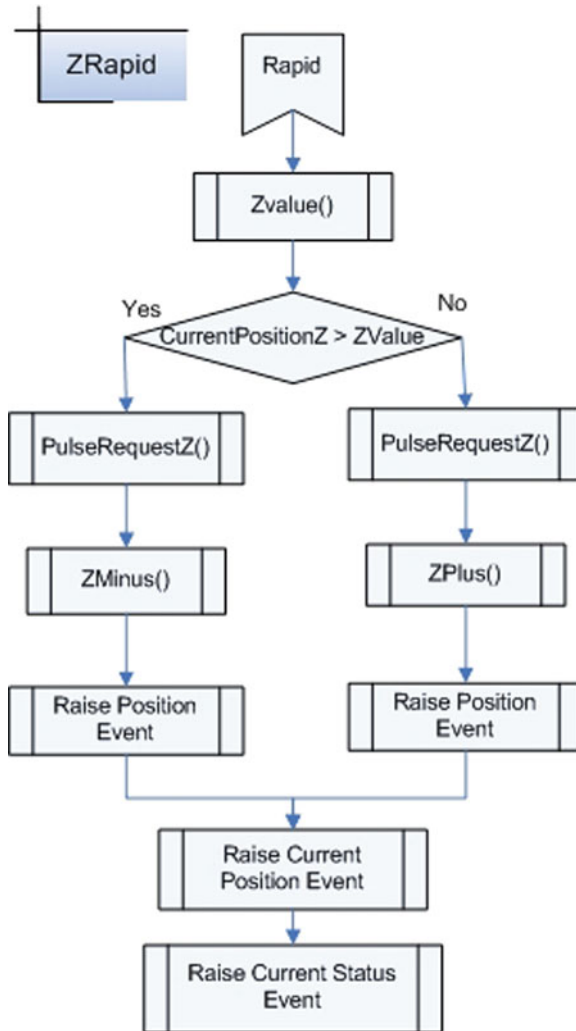 ZRapid
Rapid
Zvalue()
Yes
No
CurrentPositionZ > ZValue
PulseRequestZ()
PulseRequestZ()
ZMinus()
ZPlus()
Raise Position
Event
Raise Position
Event
Raise Current
Position Event
Raise Current Status
Event